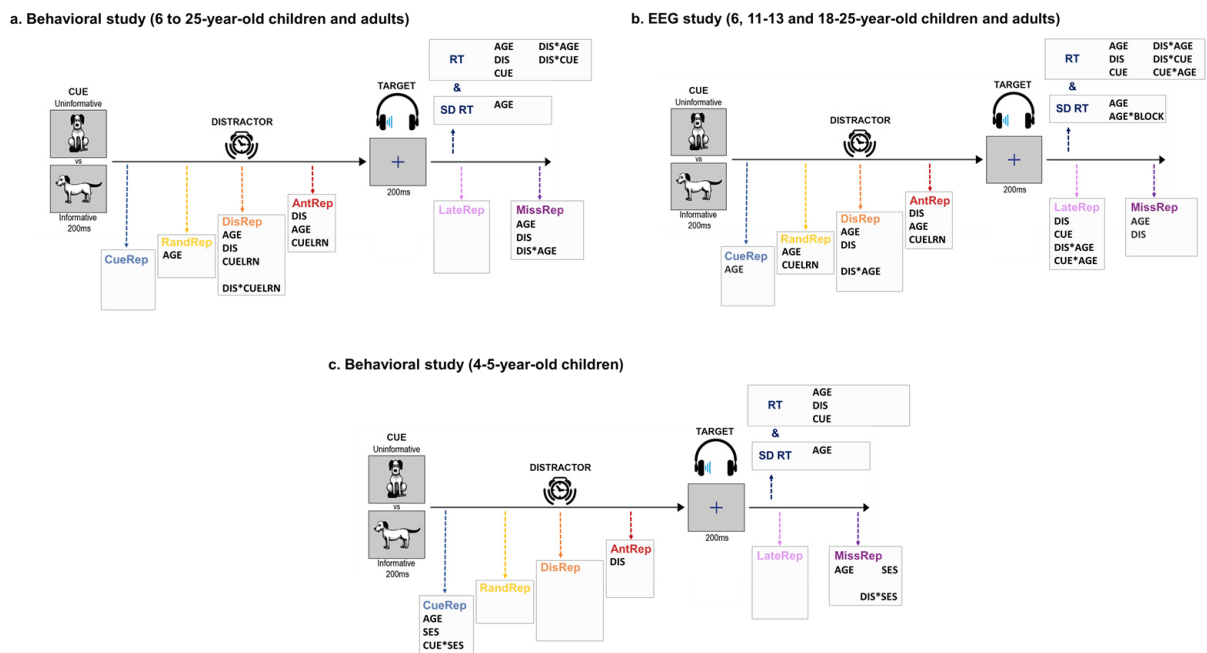 a. Behavioral study (6 to 25-year-old children and adults)
CUE
Uninformative
vs
Informative
200ms
DISTRACTOR
TARGET
200ms
RT
AGE DIS*AGE
DIS DIS*CUE
CUE
&
SD RT AGE
CueRep
RandRep
AGE
DisRep
AGE
DIS
CUELRN
DIS*CUELRN
AntRep
DIS
AGE
CUELRN
LateRep
MissRep
AGE
DIS
DIS*AGE
b. EEG study (6, 11-13 and 18-25-year-old children and adults)
CUE
Uninformative
vs
Informative
200ms
DISTRACTOR
TARGET
200ms
RT
AGE DIS*AGE
DIS DIS*CUE
CUE CUE*AGE
&
SD RT
AGE
AGE*BLOCK
CueRep
AGE
RandRep
AGE
CUELRN
DisRep
AGE
DIS
DIS*AGE
AntRep
DIS
AGE
CUELRN
LateRep
DIS
CUE
DIS*AGE
CUE*AGE
MissRep
AGE
DIS
c. Behavioral study (4-5-year-old children)
CUE
Uninformative
vs
Informative
200ms
DISTRACTOR
TARGET
200ms
RT
AGE
DIS
CUE
&
SD RT AGE
CueRep
AGE
SES
CUE*SES
RandRep
DisRep
AntRep
DIS
LateRep
MissRep
AGE SES
DIS*SES